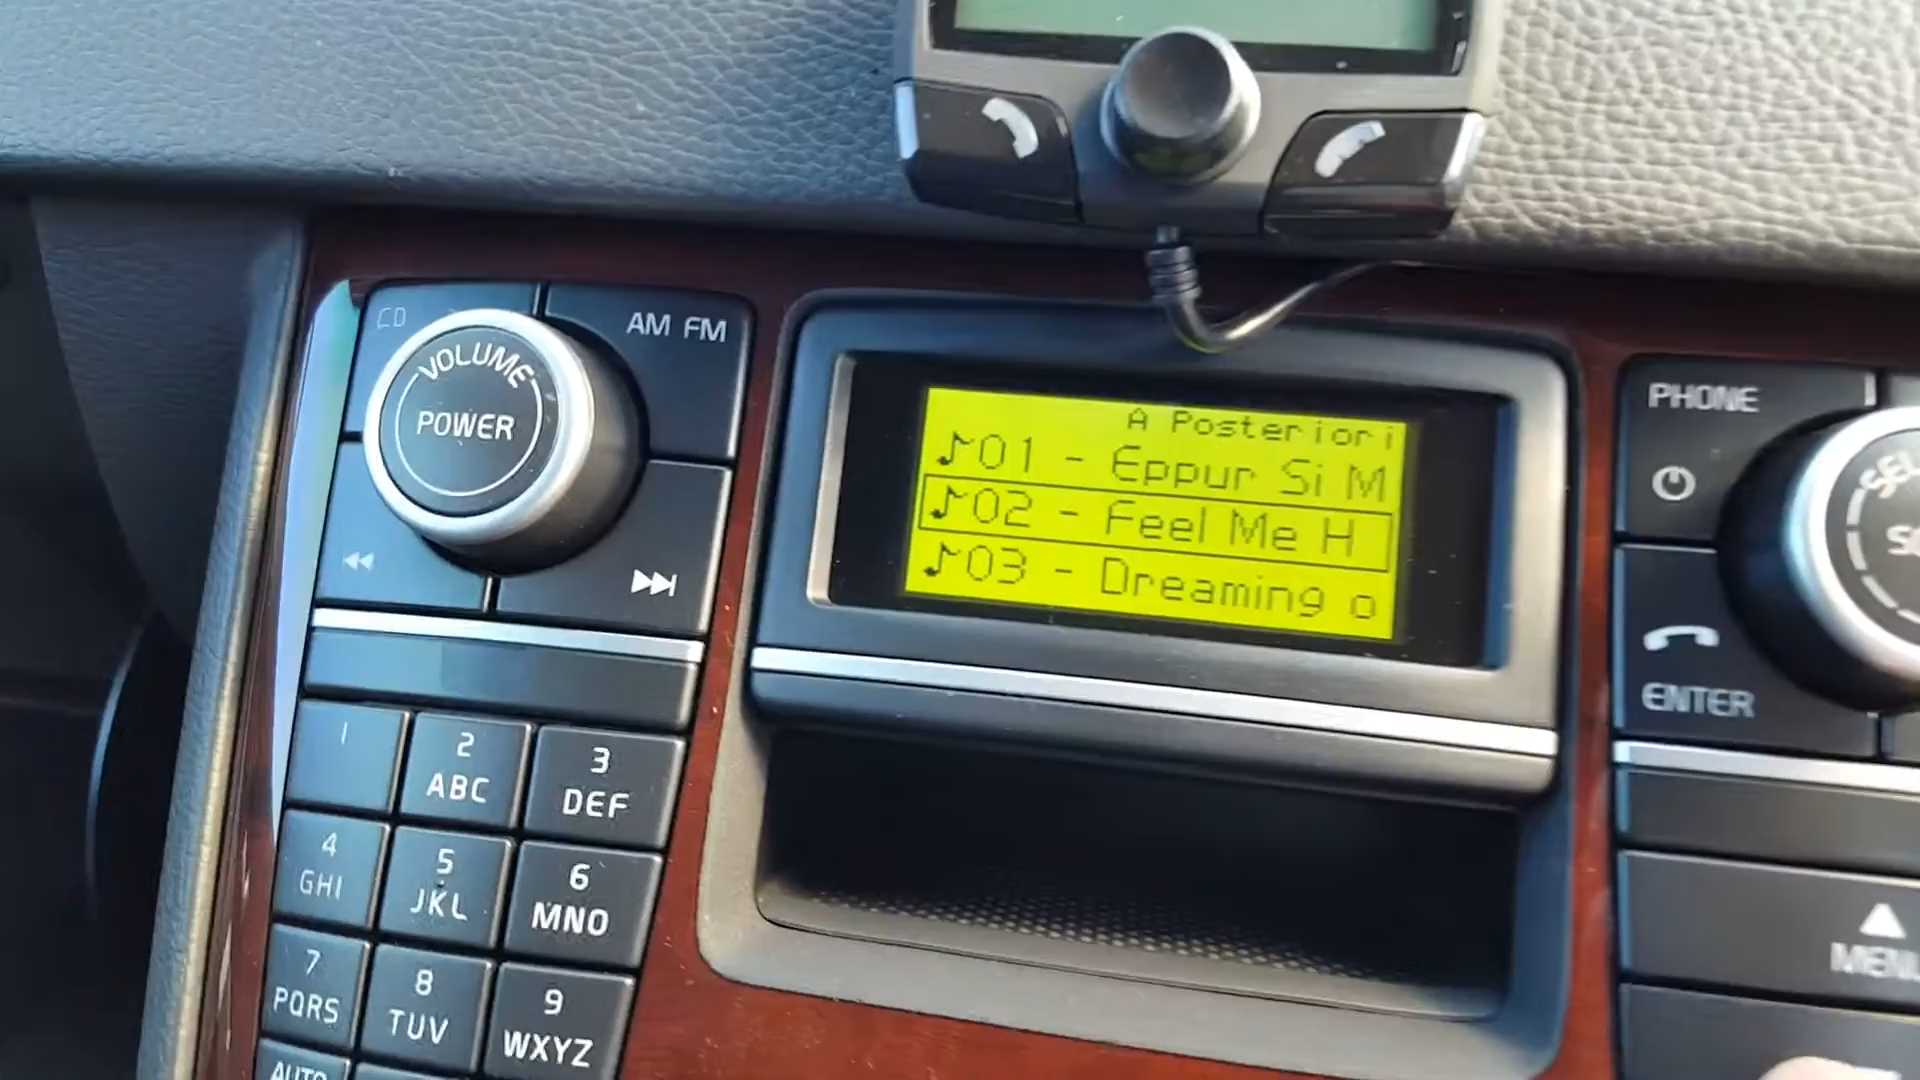 CD
AM FM
VOLUME
POWER
A Posteriori
01 - Eppur Si M
02 - Feel Me H
03 - Dreaming o
PHONE
ENTER
MENU
1
2
ABC
3
DEF
4
GHI
5
JKL
6
MNO
7
PQRS
8
TUV
9
WXYZ
AUTO